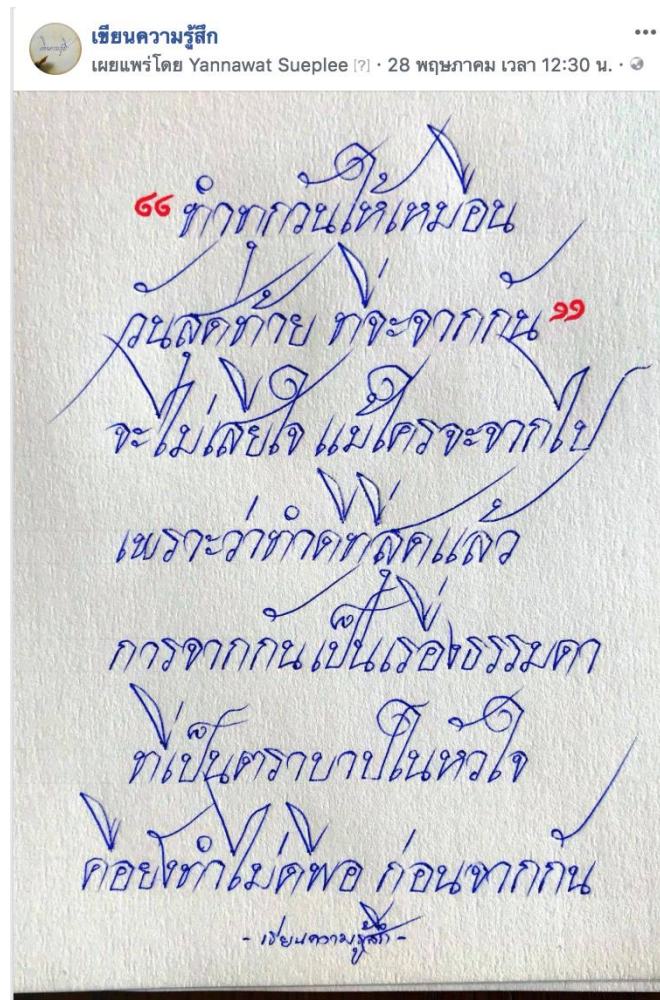 เขียนความรู้สึก
เผยแพร่โดย Yannawat Sueplee [?] · 28 พฤษภาคม เวลา 12:30 น. ·
“ทำทุกวันให้เหมือน
วันสุดท้าย ที่จะจากกัน”
จะไม่เสียใจ แม้ใครจะจากไป
เพราะว่าทำดีที่สุดแล้ว
การจากกันเป็นเรื่องธรรมดา
ที่เป็นตราบาปในหัวใจ
คือยังทำไม่ดีพอ ก่อนจากกัน
- เขียนความรู้สึก -